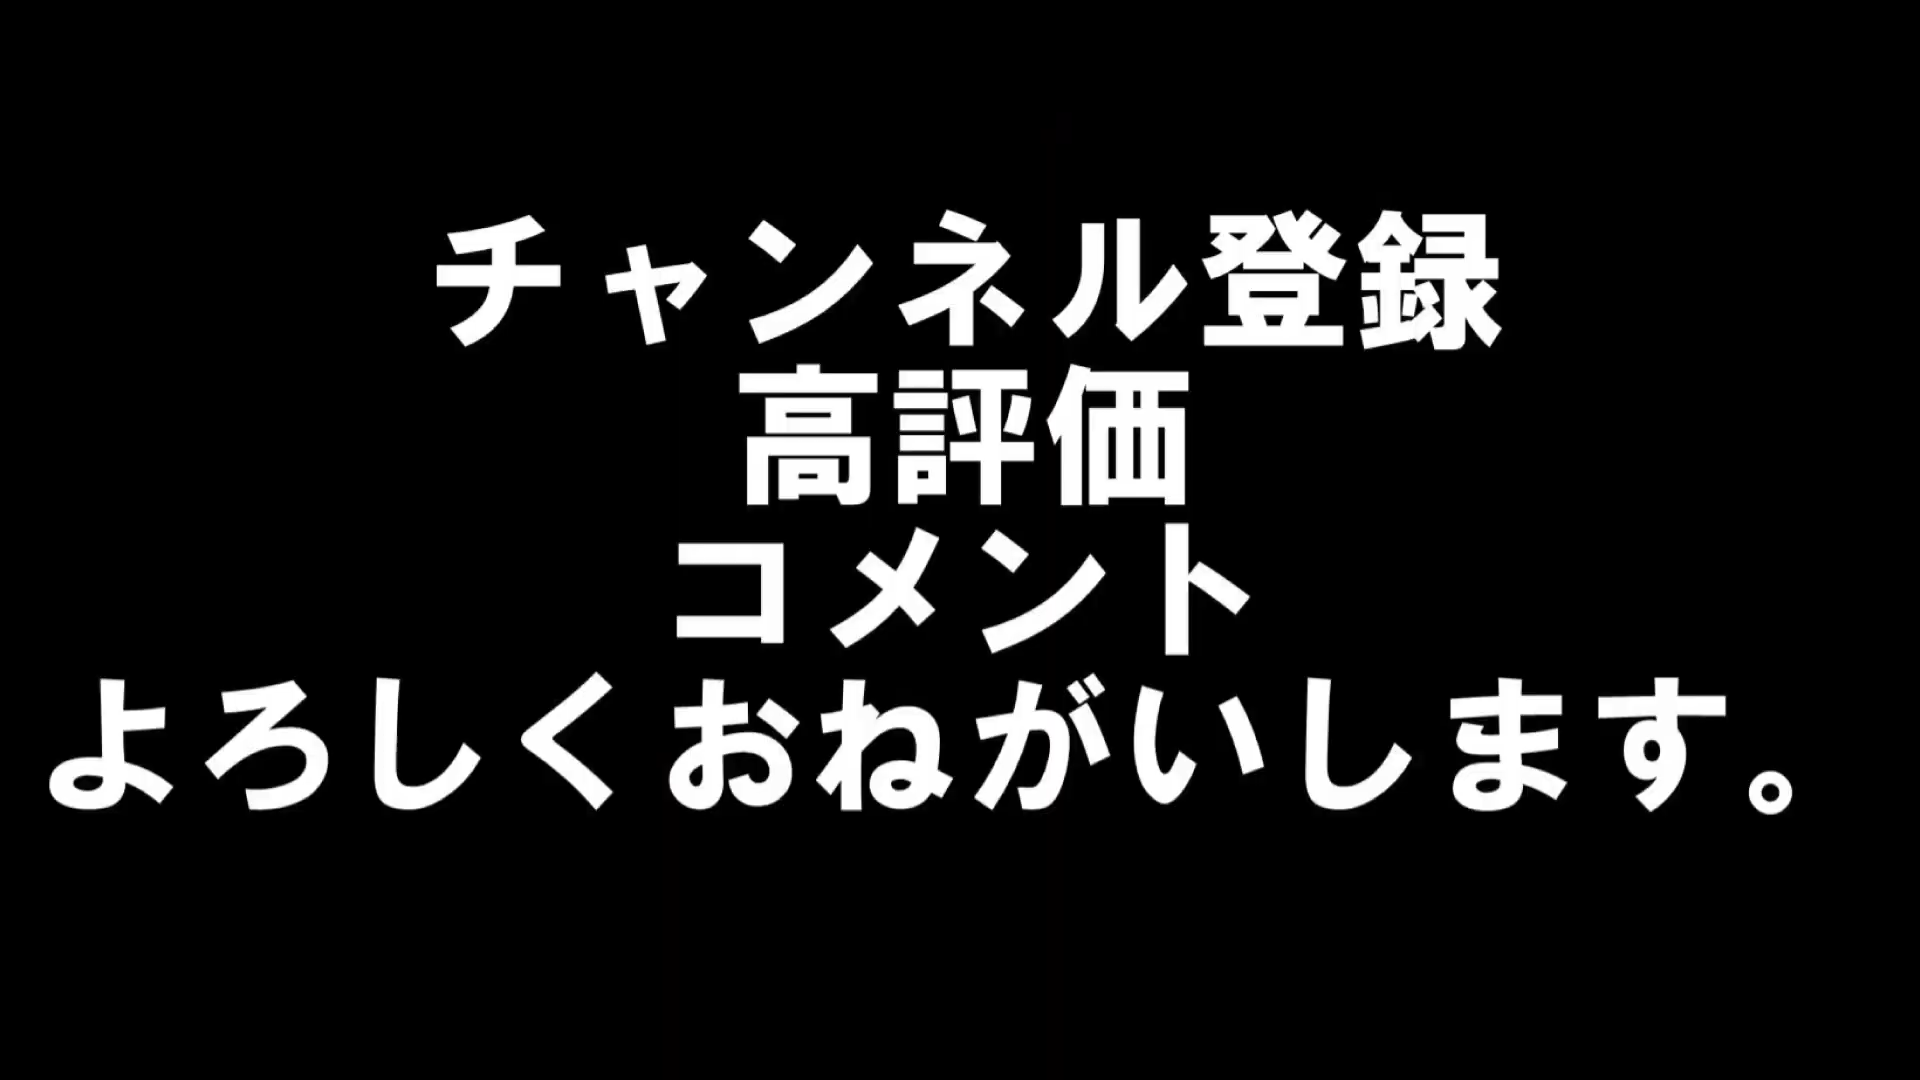 チャンネル登録
高評価
コメント
よろしくおねがいします。